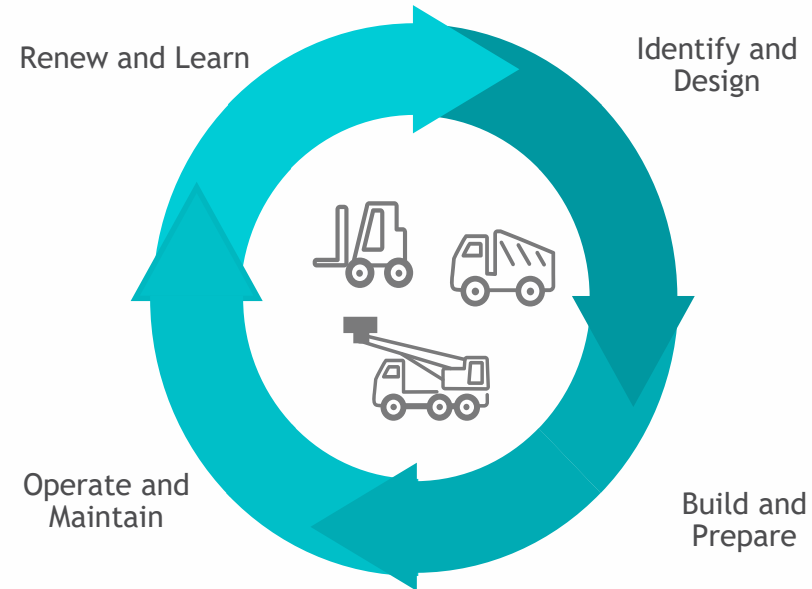 Renew and Learn
Identify and
Design
Operate and
Maintain
Build and
Prepare